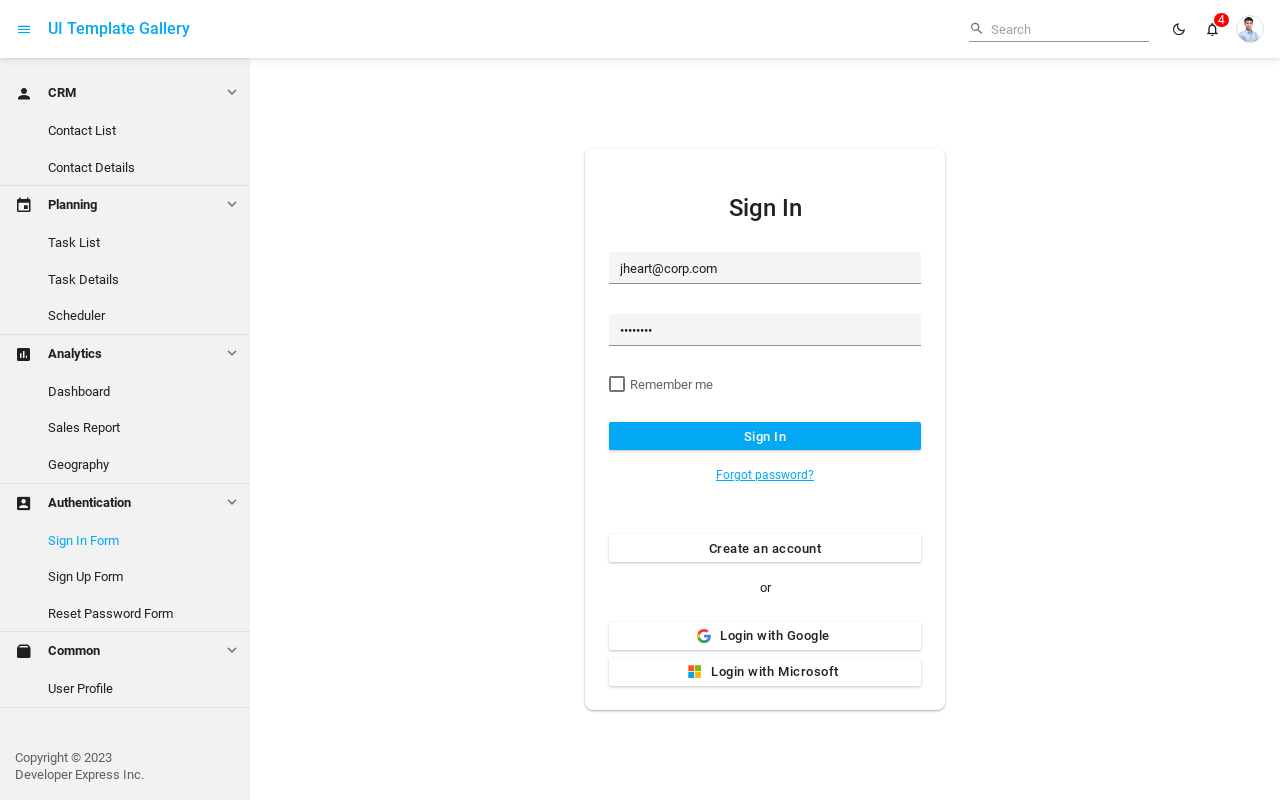 UI Template Gallery
Search
4
CRM
Contact List
Contact Details
Planning
Task List
Task Details
Scheduler
Analytics
Dashboard
Sales Report
Geography
Authentication
Sign In Form
Sign Up Form
Reset Password Form
Common
User Profile
Copyright © 2023
Developer Express Inc.
Sign In
jheart@corp.com
••••••••
Remember me
Sign In
Forgot password?
Create an account
or
Login with Google
Login with Microsoft